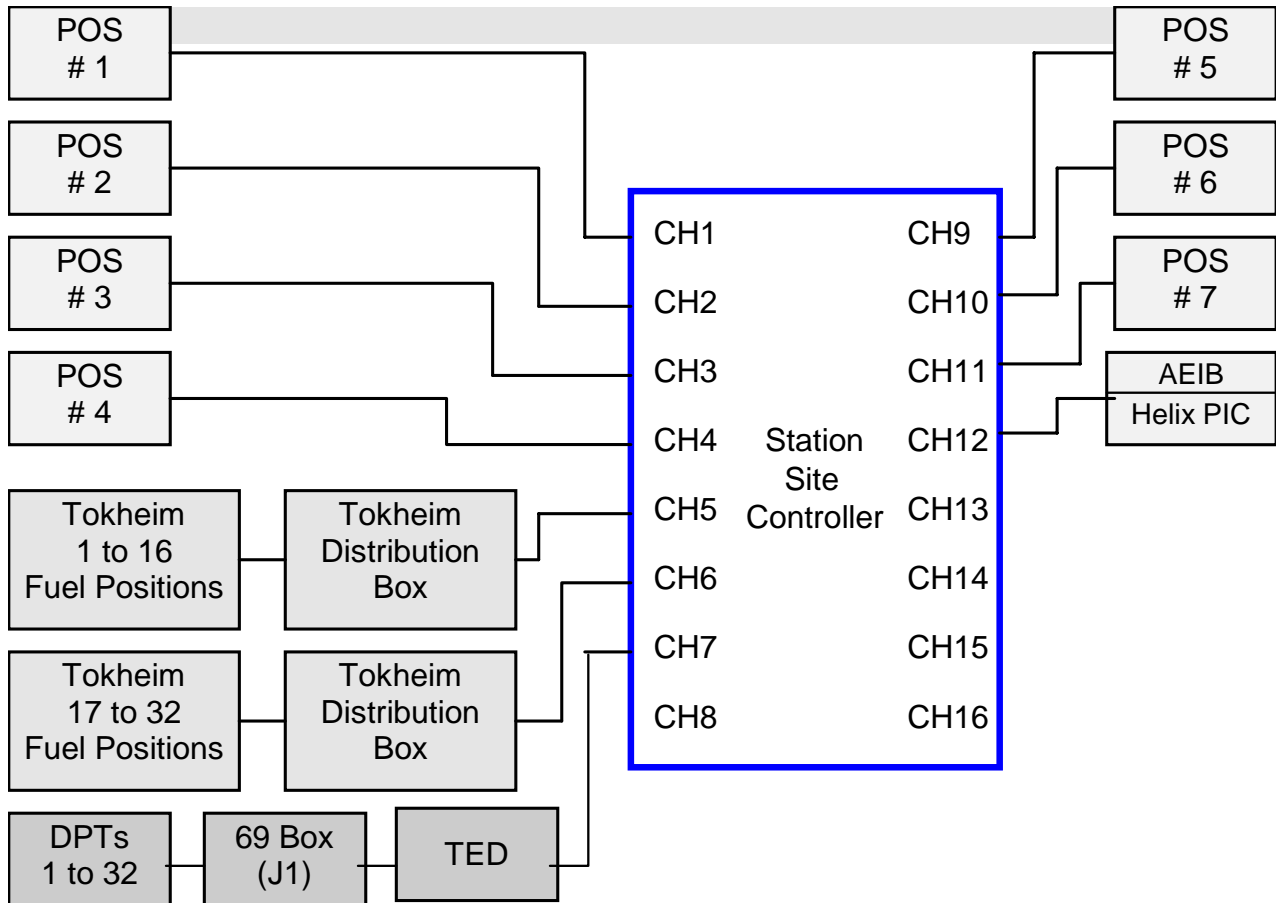 POS
# 1
POS
# 2
POS
# 3
POS
# 4
Tokheim
1 to 16
Fuel Positions
Tokheim
Distribution
Box
Tokheim
17 to 32
Fuel Positions
Tokheim
Distribution
Box
DPTs
1 to 32
69 Box
(J1)
TED
CH1
CH2
CH3
CH4
CH5
CH6
CH7
CH8
Station
Site
Controller
CH9
CH10
CH11
CH12
CH13
CH14
CH15
CH16
POS
# 5
POS
# 6
POS
# 7
AEIB
Helix PIC